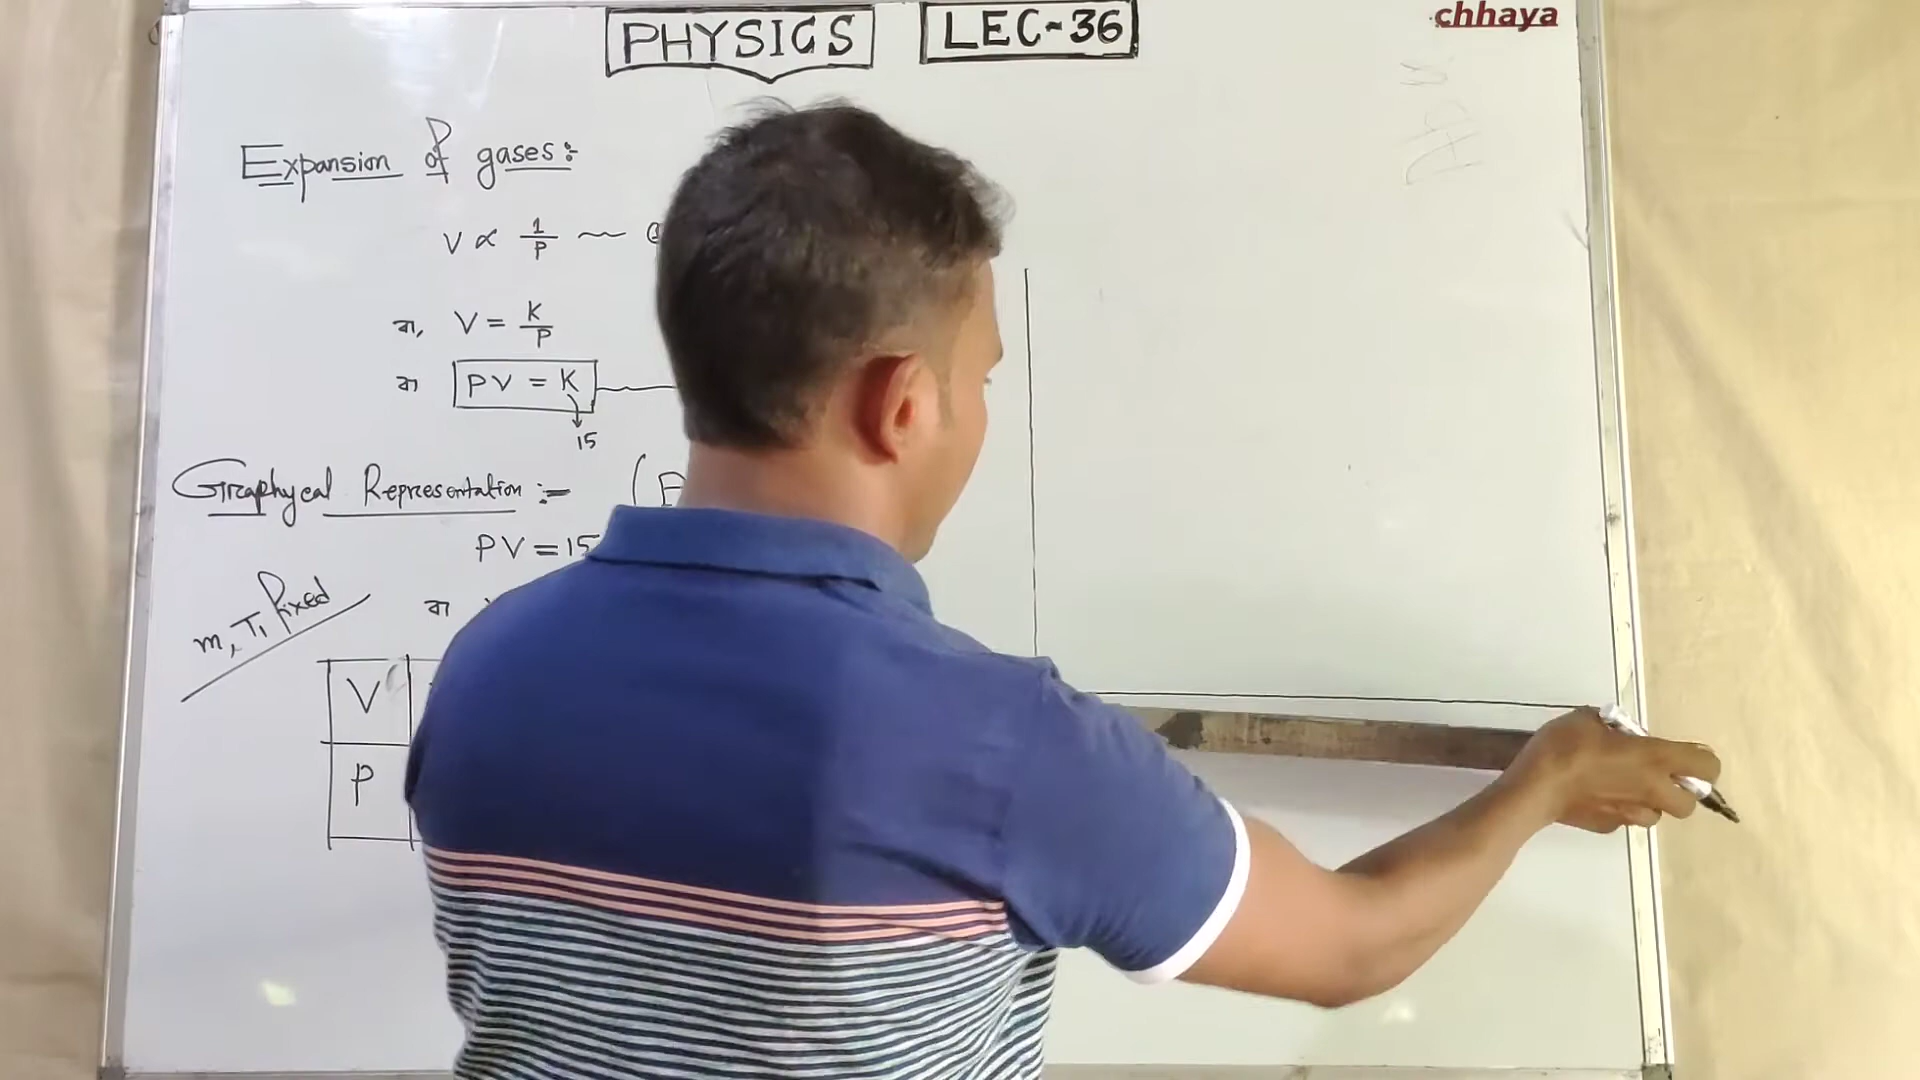 PHYSICS LEC-36
chhaya
Expansion of gases:-
V ∝ 1/P
বা, V = K/P
বা PV = K
15
Graphycal Representation :-
PV = 15
m, T, fixed
বা
V
P